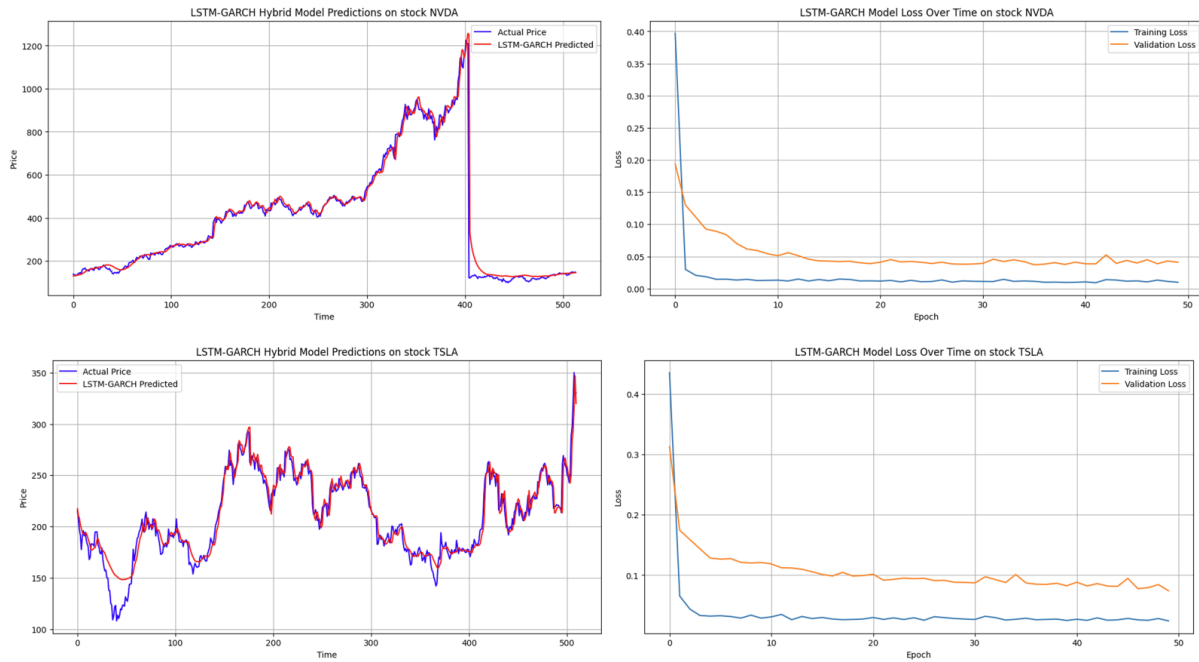 LSTM-GARCH Hybrid Model Predictions on stock NVDA
Actual Price
LSTM-GARCH Predicted
Price
1200
1000
800
600
400
200
0
100
200
300
400
500
Time
LSTM-GARCH Model Loss Over Time on stock NVDA
Training Loss
Validation Loss
Loss
0.40
0.35
0.30
0.25
0.20
0.15
0.10
0.05
0.00
0
10
20
30
40
50
Epoch
LSTM-GARCH Hybrid Model Predictions on stock TSLA
Actual Price
LSTM-GARCH Predicted
Price
350
300
250
200
150
100
0
100
200
300
400
500
Time
LSTM-GARCH Model Loss Over Time on stock TSLA
Training Loss
Validation Loss
Loss
0.4
0.3
0.2
0.1
0
10
20
30
40
50
Epoch